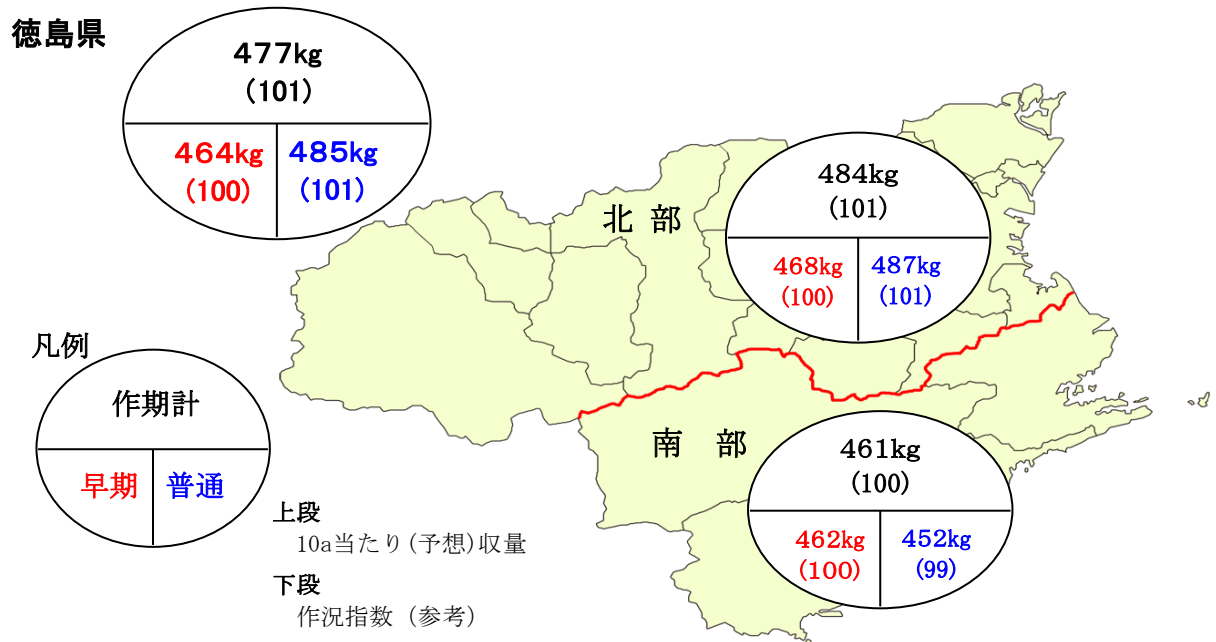 徳島県
477kg
(101)
464kg
(100)
485kg
(101)
北 部
484kg
(101)
468kg
(100)
487kg
(101)
凡例
作期計
早期
普通
上段
10a当たり(予想)収量
下段
作況指数 (参考)
南 部
461kg
(100)
462kg
(100)
452kg
(99)